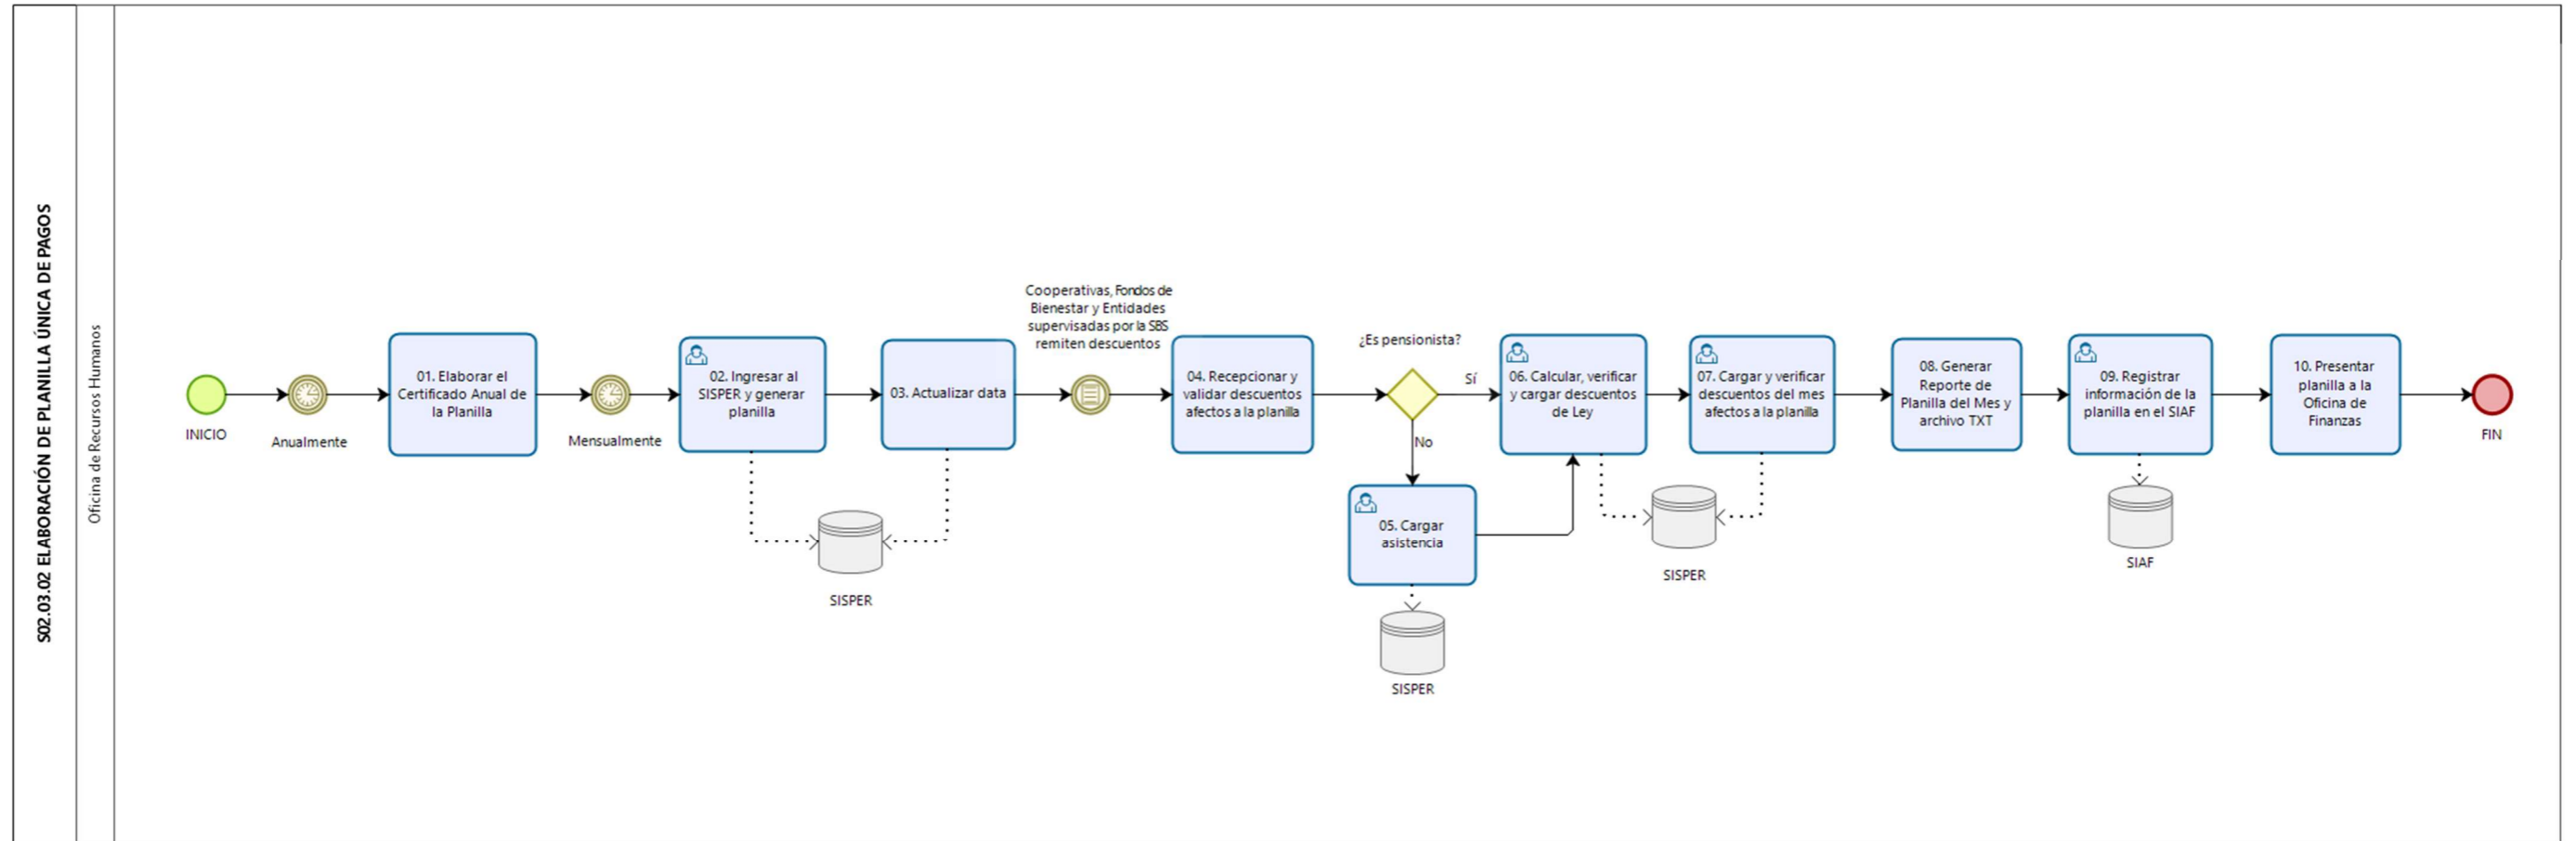 S02.03.02 ELABORACIÓN DE PLANILLA ÚNICA DE PAGOS
Oficina de Recursos Humanos
INICIO
Anualmente
01. Elaborar el
Certificado Anual de
la Planilla
Mensualmente
02. Ingresar al
SISPER y generar
planilla
03. Actualizar data
SISPER
Cooperativas, Fondos de
Bienestar y Entidades
supervisadas por la SBS
remiten descuentos
04. Recepcionar y
validar descuentos
afectos a la planilla
¿Es pensionista?
Sí
No
05. Cargar
asistencia
SISPER
06. Calcular, verificar
y cargar descuentos
de Ley
07. Cargar y verificar
descuentos del mes
afectos a la planilla
SISPER
08. Generar
Reporte de
Planilla del Mes y
archivo TXT
09. Registrar
información de la
planilla en el SIAF
SIAF
10. Presentar
planilla a la
Oficina de
Finanzas
FIN